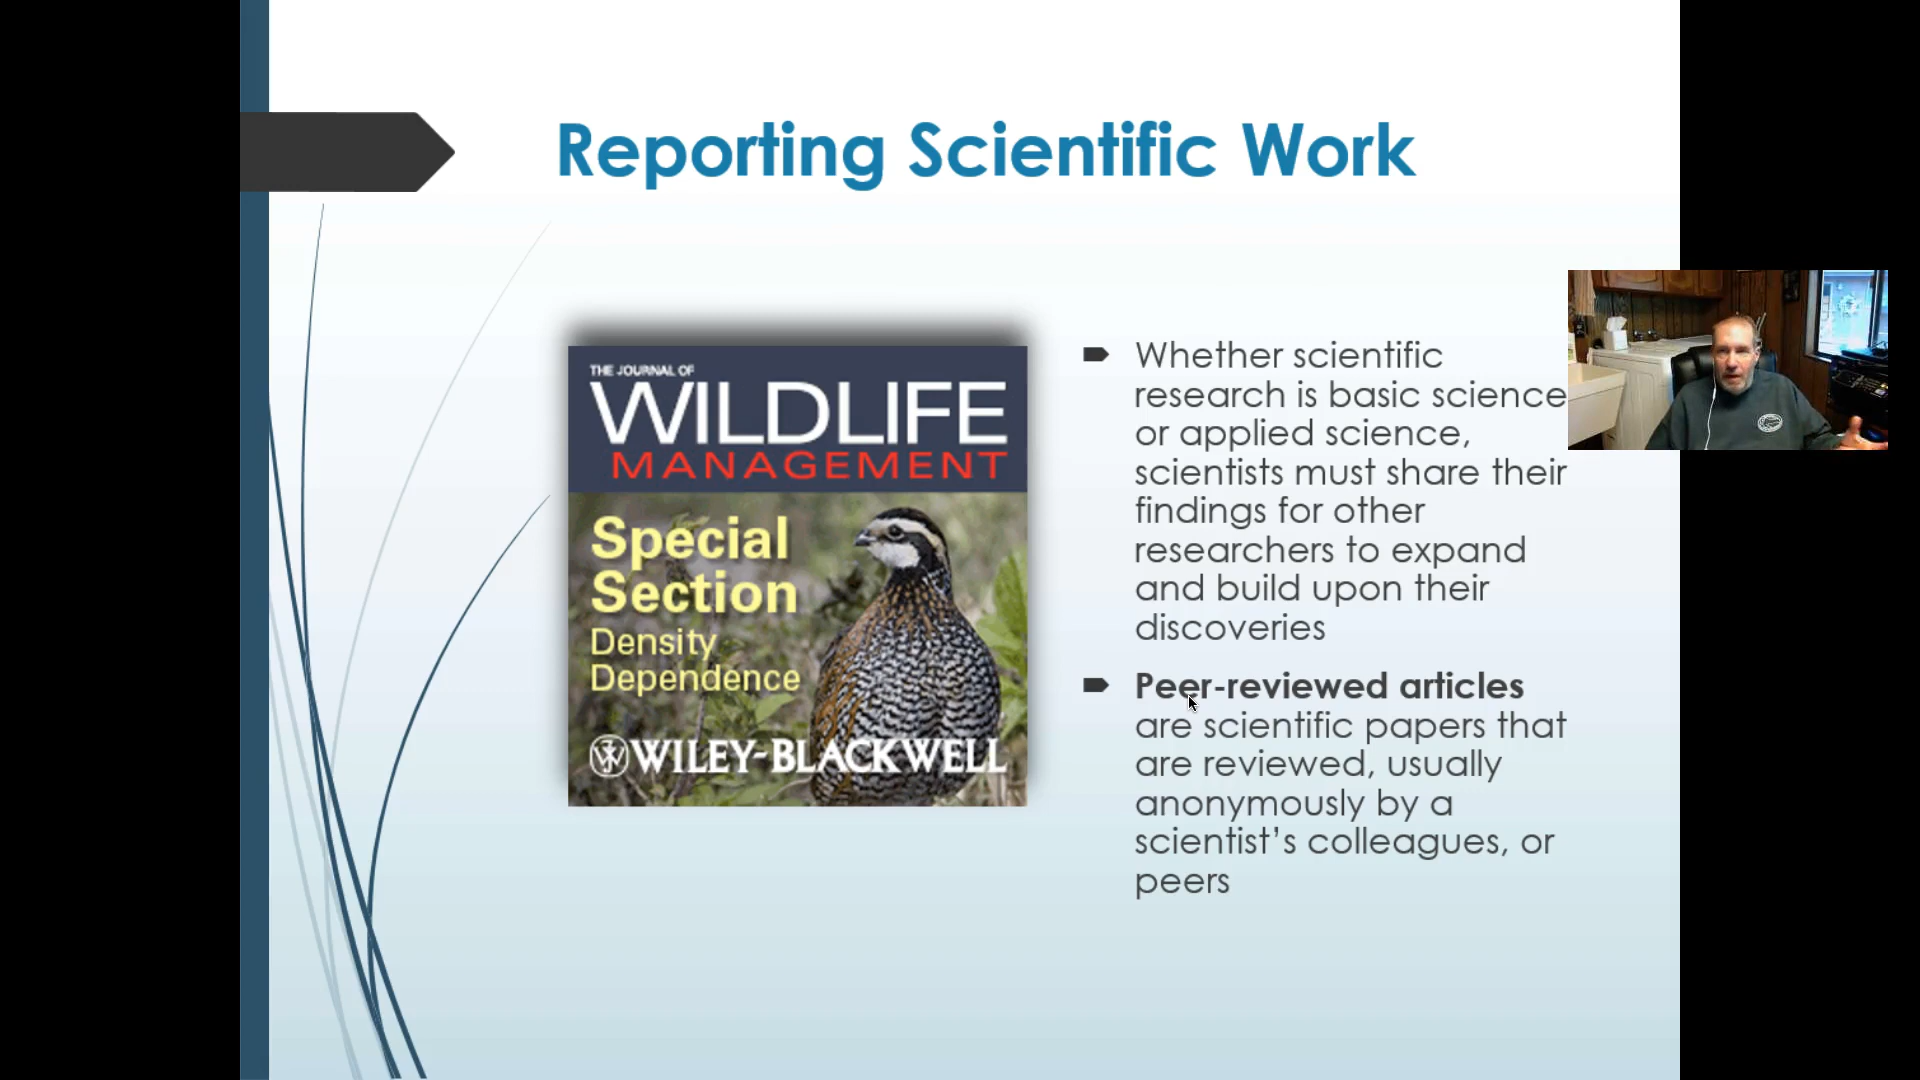 Reporting Scientific Work
THE JOURNAL OF
WILDLIFE
MANAGEMENT
Special
Section
Density
Dependence
WILEY-BLACKWELL
Whether scientific
research is basic science
or applied science,
scientists must share their
findings for other
researchers to expand
and build upon their
discoveries
Peer-reviewed articles
are scientific papers that
are reviewed, usually
anonymously by a
scientist’s colleagues, or
peers